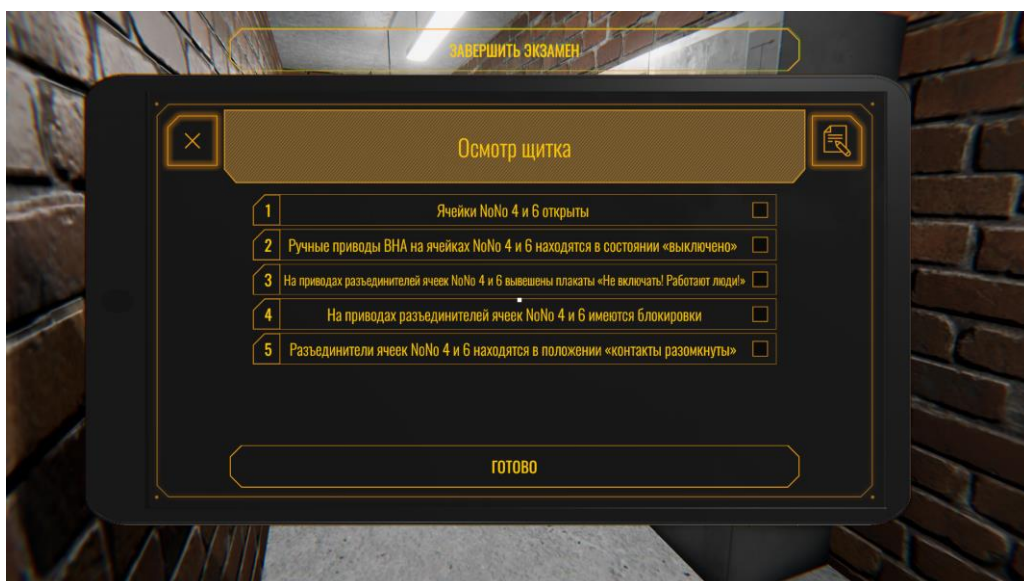 ЗАВЕРШИТЬ ЭКЗАМЕН
Осмотр щитка
1 Ячейки NoNo 4 и 6 открыты
2 Ручные приводы ВНА на ячейках NoNo 4 и 6 находятся в состоянии «выключено»
3 На приводах разъединителей ячеек NoNo 4 и 6 вывешены плакаты «Не включать! Работают люди!»
4 На приводах разъединителей ячеек NoNo 4 и 6 имеются блокировки
5 Разъединители ячеек NoNo 4 и 6 находятся в положении «контакты разомкнуты»
ГОТОВО